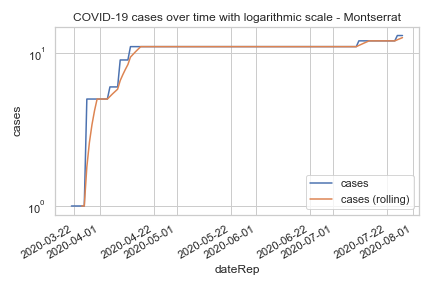 COVID-19 cases over time with logarithmic scale - Montserrat
cases
10¹
10⁰
cases
cases (rolling)
2020-03-22
2020-04-01
2020-04-22
2020-05-01
2020-05-22
2020-06-01
2020-06-22
2020-07-01
2020-07-22
2020-08-01
dateRep